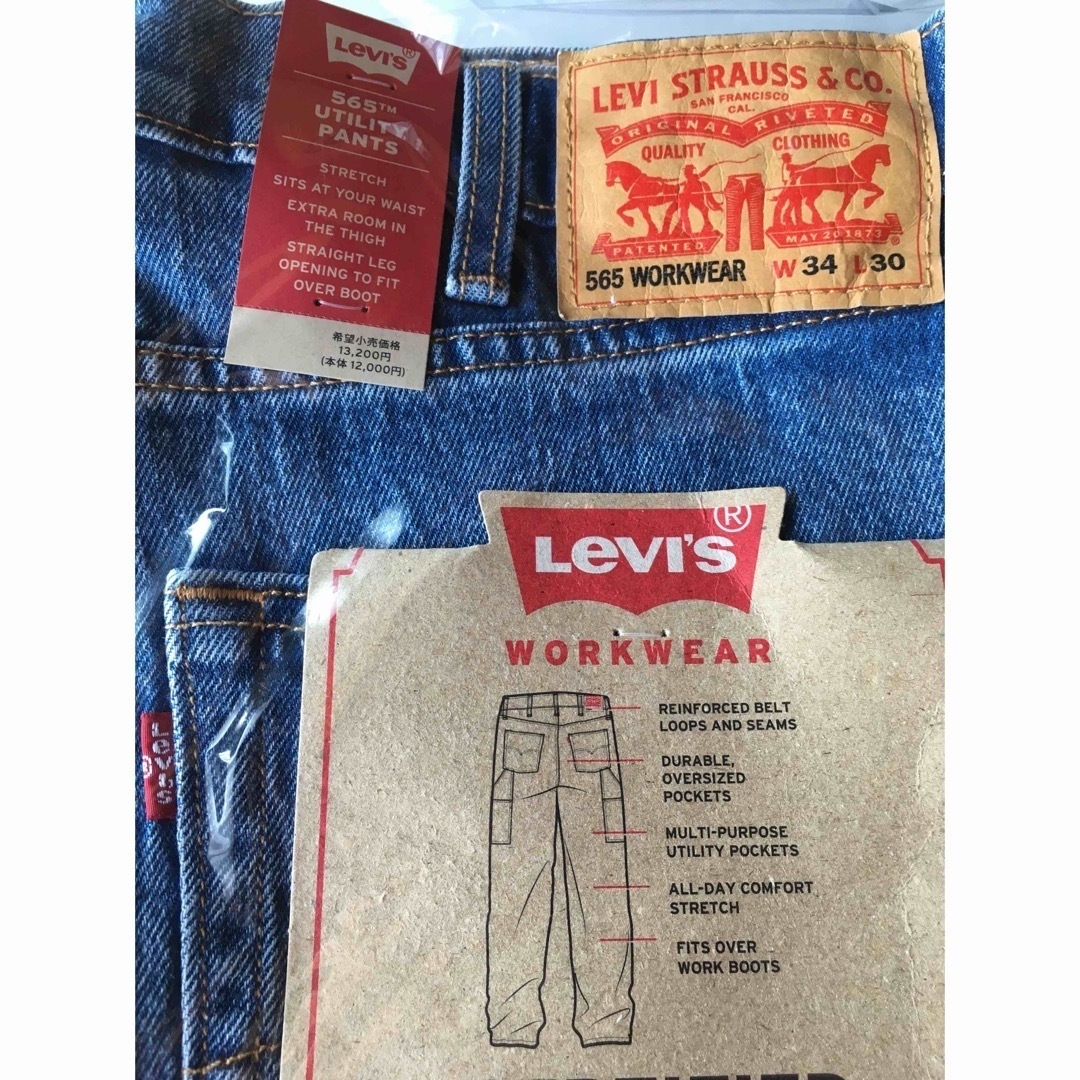 Levi's®
565™
UTILITY
PANTS
STRETCH
SITS AT YOUR WAIST
EXTRA ROOM IN
THE THIGH
STRAIGHT LEG
OPENING TO FIT
OVER BOOT
希望小売価格
13,200円
(本体 12,000円)
LEVI STRAUSS & CO.
SAN FRANCISCO
CAL.
ORIGINAL RIVETED
QUALITY CLOTHING
PATENTED MAY 20 1873 ®
565 WORKWEAR W 34 L 30
Levi's®
WORKWEAR
REINFORCED BELT
LOOPS AND SEAMS
DURABLE,
OVERSIZED
POCKETS
MULTI-PURPOSE
UTILITY POCKETS
ALL-DAY COMFORT
STRETCH
FITS OVER
WORK BOOTS
LeVI'S
®